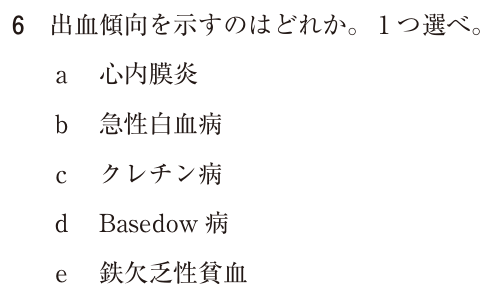 6 出血傾向を示すのはどれか。1つ選べ。
a 心内膜炎
b 急性白血病
c クレチン病
d Basedow 病
e 鉄欠乏性貧血